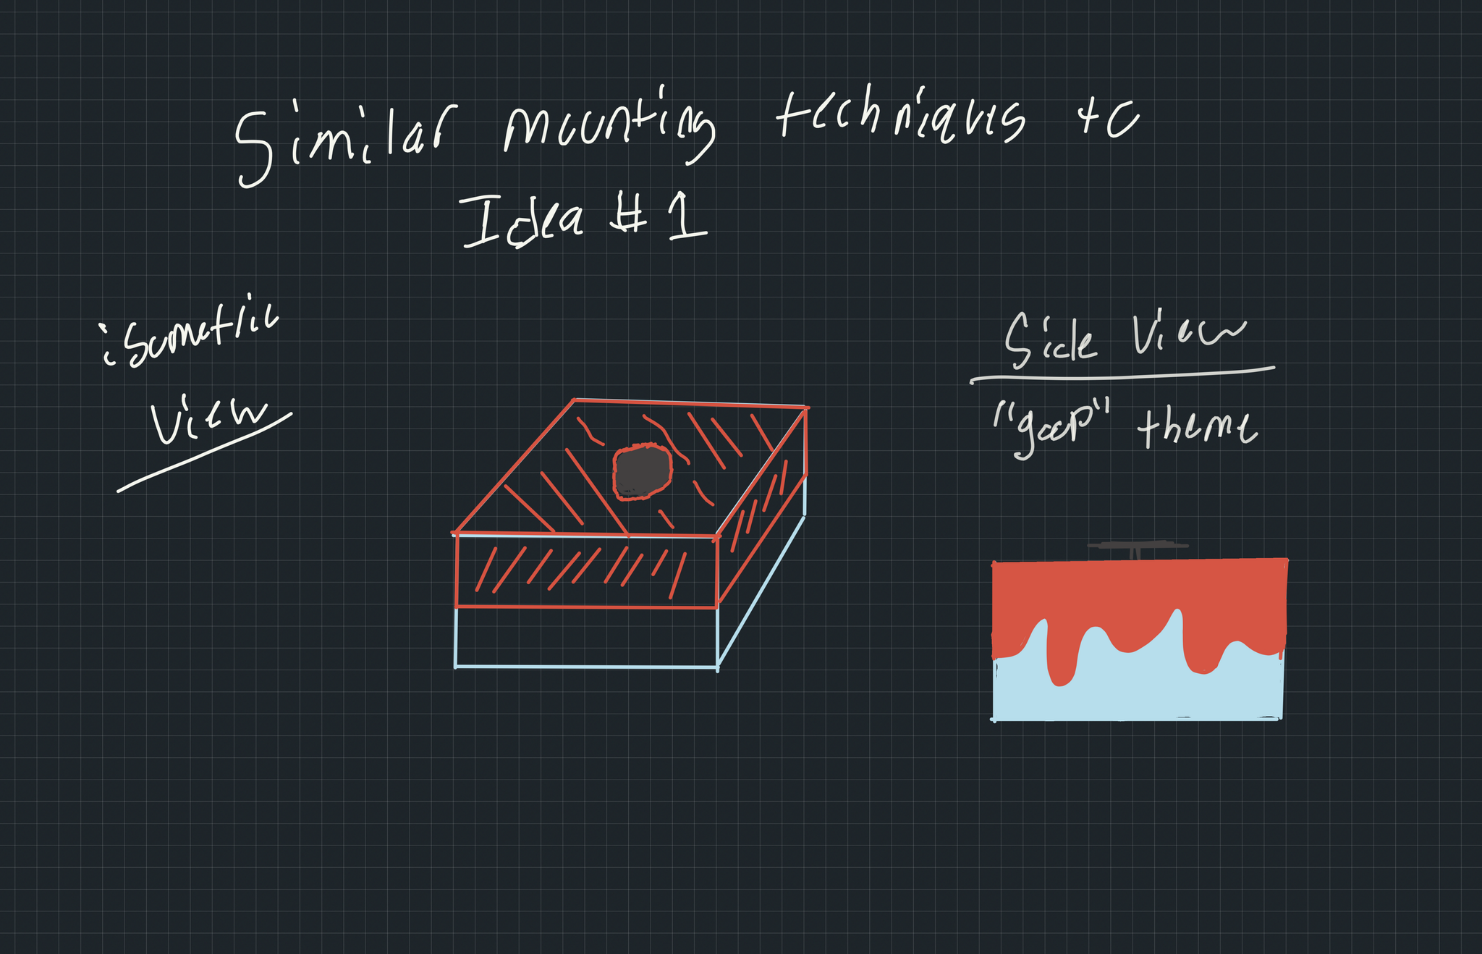 Similar mounting techniques to
Idea #1
isometric
View
Side View
"goop" theme